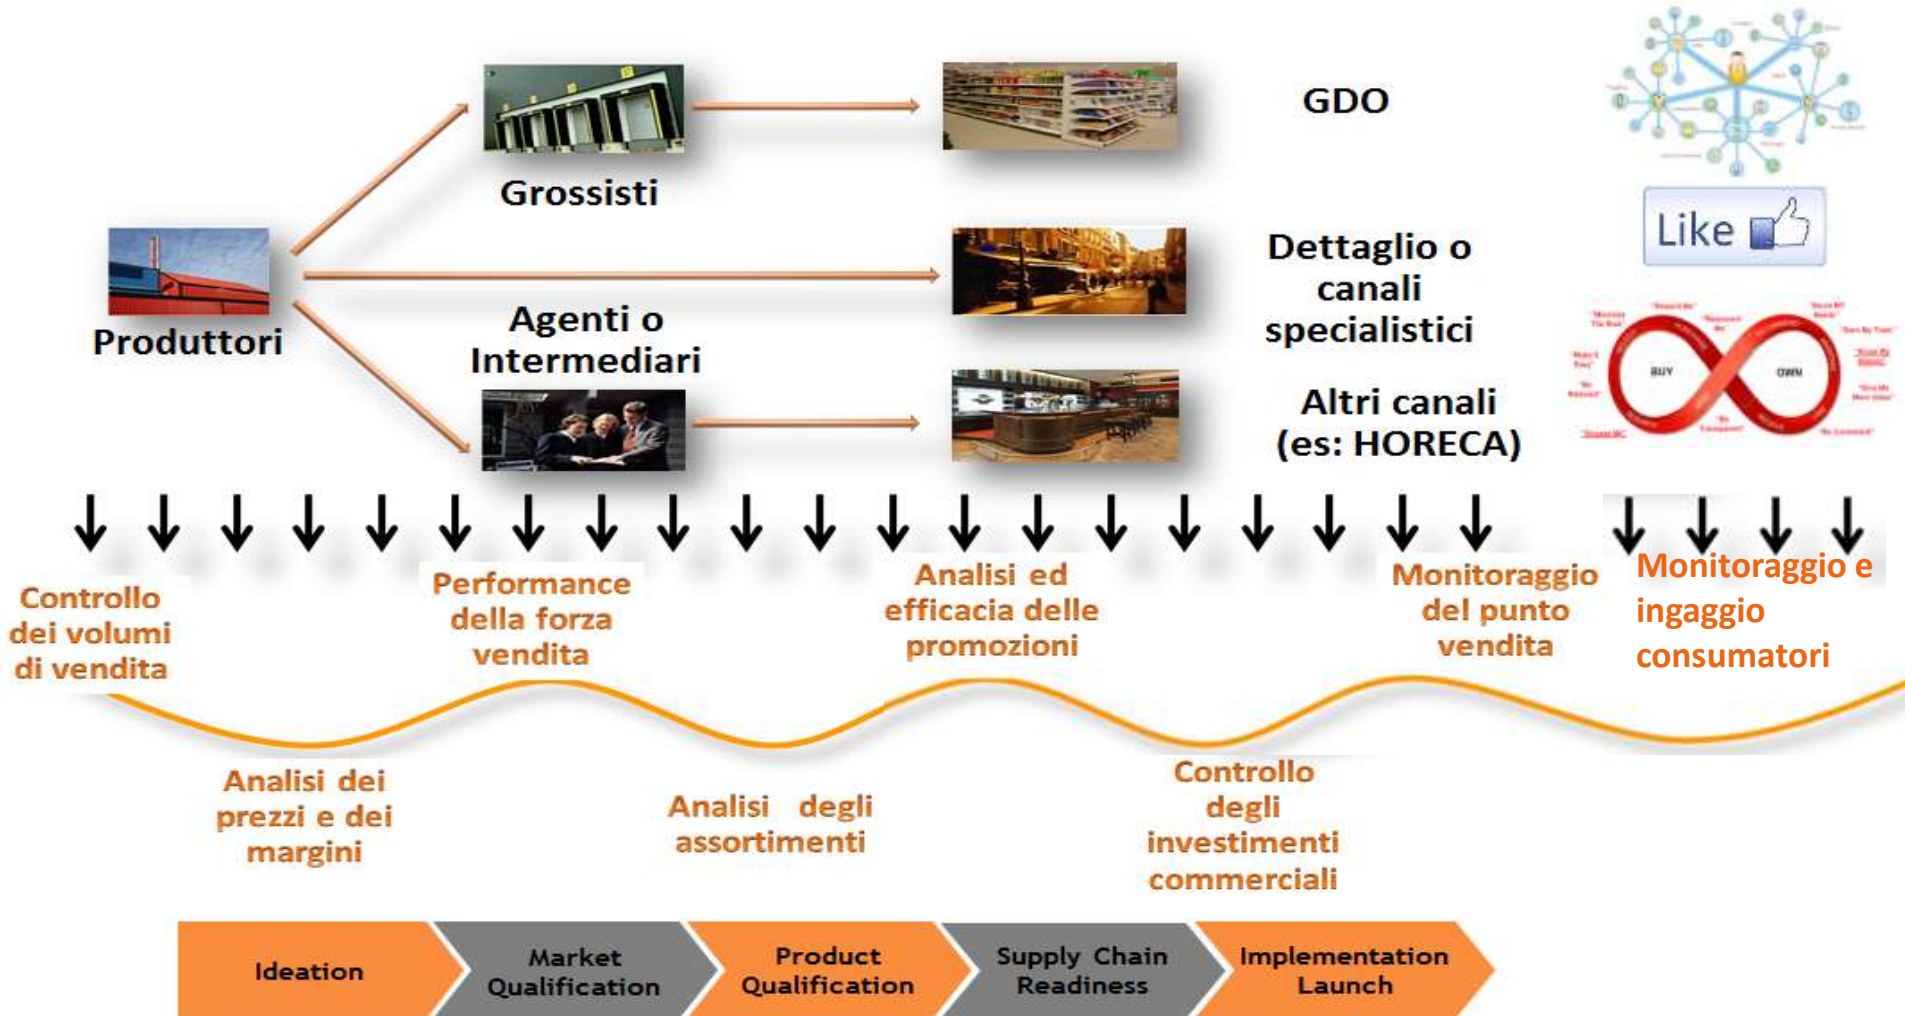 GDO
Grossisti
Like
Dettaglio o
canali
specialistici
Produttori
Agenti o
Intermediari
BUY
OWN
Altri canali
(es: HORECA)
Controllo
dei volumi
di vendita
Performance
della forza
vendita
Analisi ed
efficacia delle
promozioni
Monitoraggio
del punto
vendita
Monitoraggio e
ingaggio
consumatori
Analisi dei
prezzi e dei
margini
Analisi degli
assortimenti
Controllo
degli
investimenti
commerciali
Ideation
Market
Qualification
Product
Qualification
Supply Chain
Readiness
Implementation
Launch